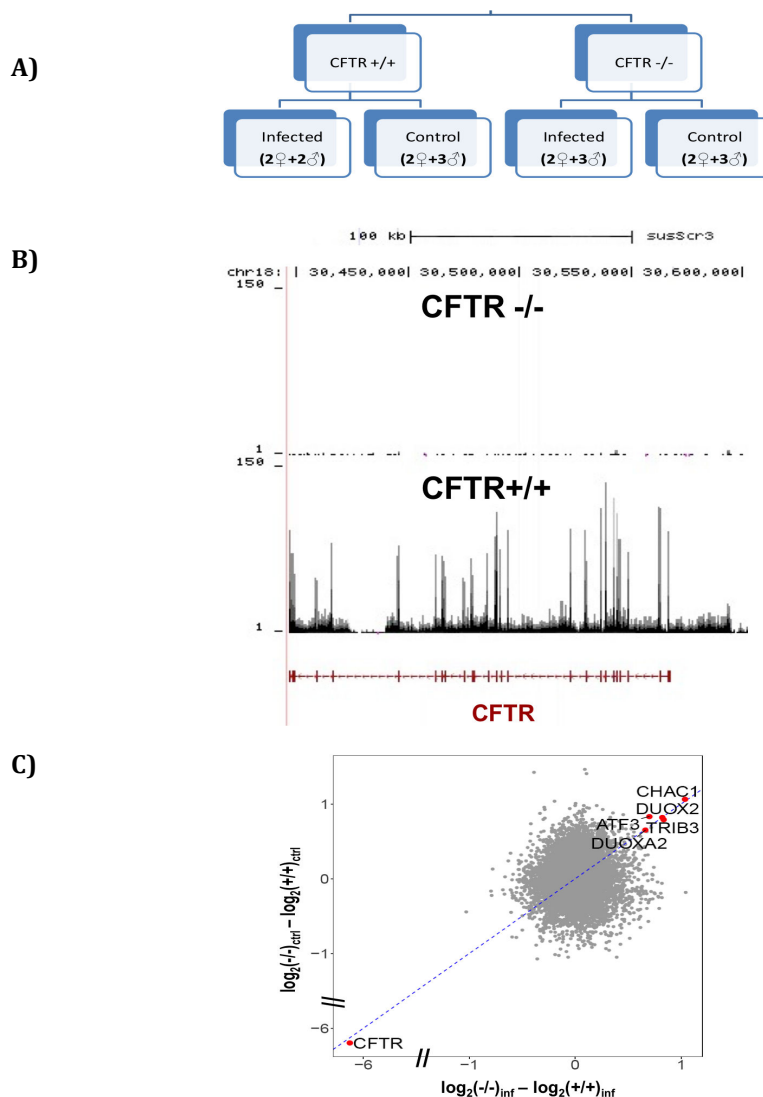 A)
CFTR +/+
CFTR -/-
Infected
(2♀+2♂)
Control
(2♀+3♂)
Infected
(2♀+3♂)
Control
(2♀+3♂)
B)
100 kb
susScr3
chr18: | 30,450,000| 30,500,000| 30,550,000| 30,600,000|
150
CFTR -/-
1
150
CFTR+/+
1
CFTR
C)
CHAC1
DUOX2
ATF3
TRIB3
DUOXA2
CFTR
1
0
-1
-6
log2(-/-)ctrl – log2(+/+)ctrl
-6
-1
0
1
log2(-/-)inf – log2(+/+)inf